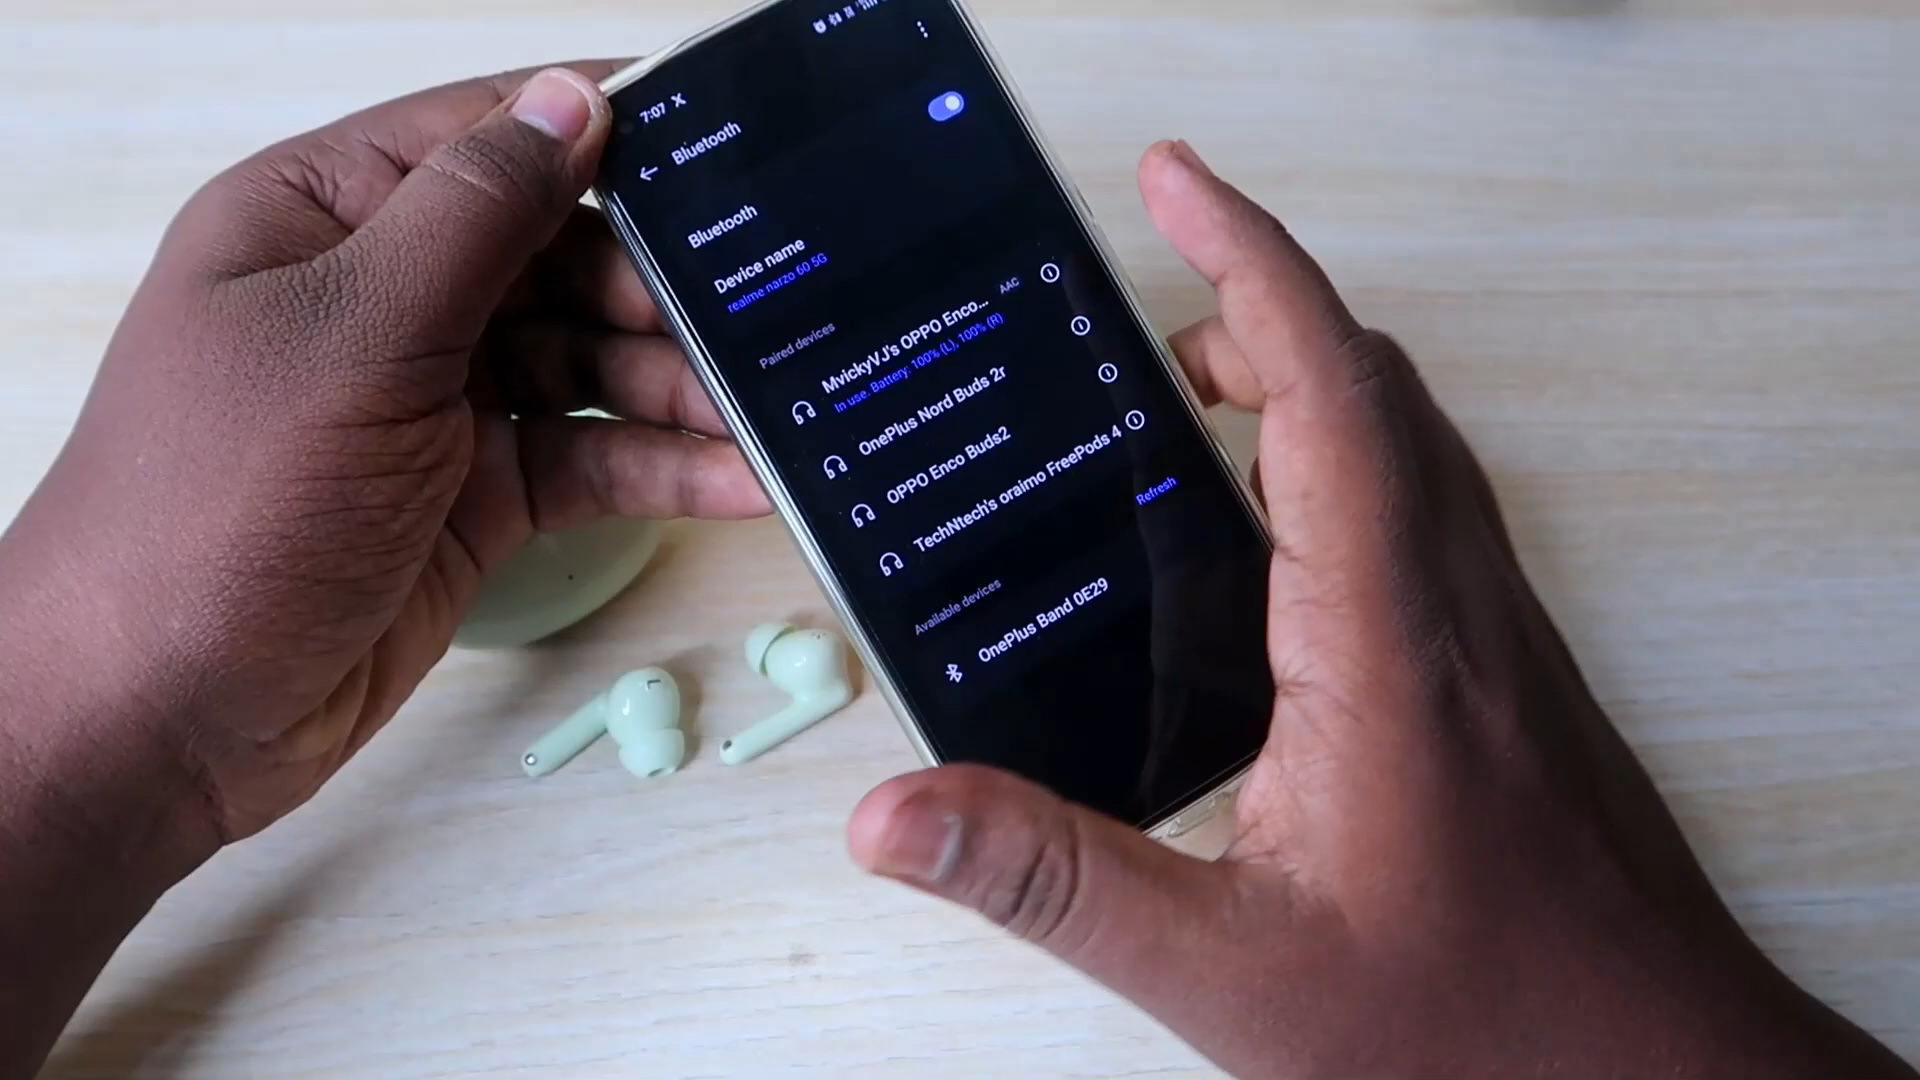 7:07 X
Bluetooth
Bluetooth
Device name
realme narzo 60 5G
Paired devices
MvickyVJ's OPPO Enco... AAC
In use. Battery: 100% (L), 100% (R)
OnePlus Nord Buds 2r
OPPO Enco Buds2
TechNtech's oraimo FreePods 4
Refresh
Available devices
OnePlus Band 0E29
L